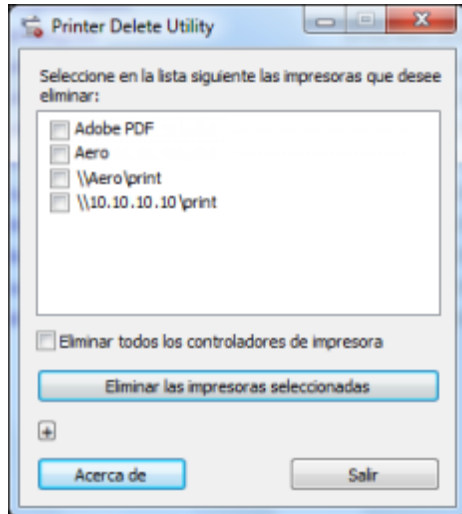 Printer Delete Utility
Seleccione en la lista siguiente las impresoras que desee
eliminar:
Adobe PDF
Aero
\\Aero\print
\\10.10.10.10\print
Eliminar todos los controladores de impresora
Eliminar las impresoras seleccionadas
Acerca de
Salir